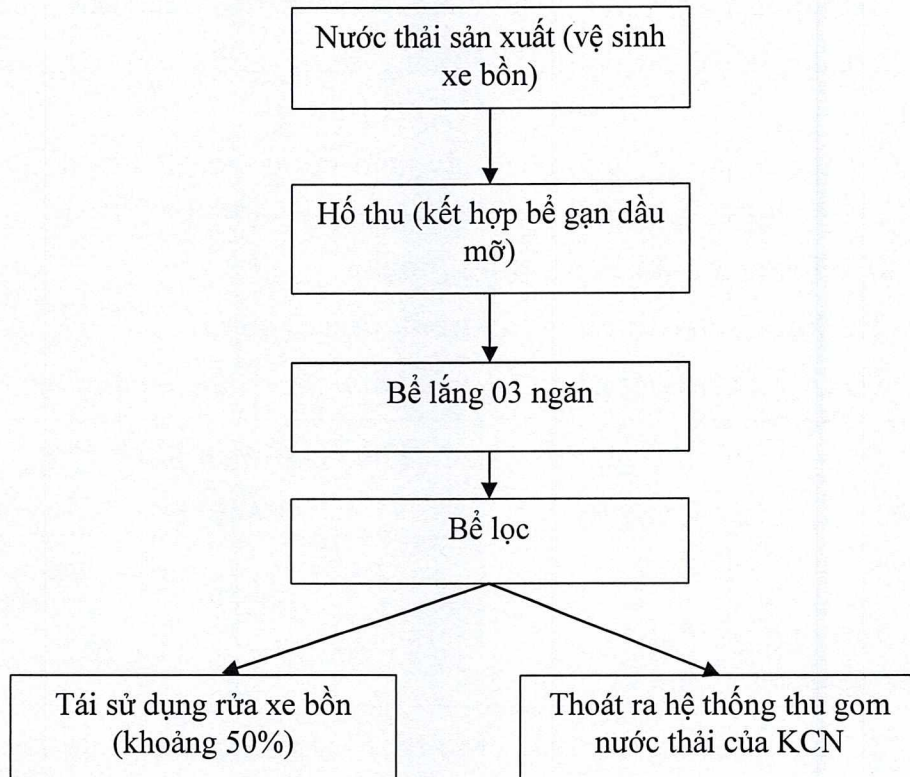 Nước thải sản xuất (vệ sinh
xe bồn)
Hố thu (kết hợp bể gạn dầu
mỡ)
Bể lắng 03 ngăn
Bể lọc
Tái sử dụng rửa xe bồn
(khoảng 50%)
Thoát ra hệ thống thu gom
nước thải của KCN